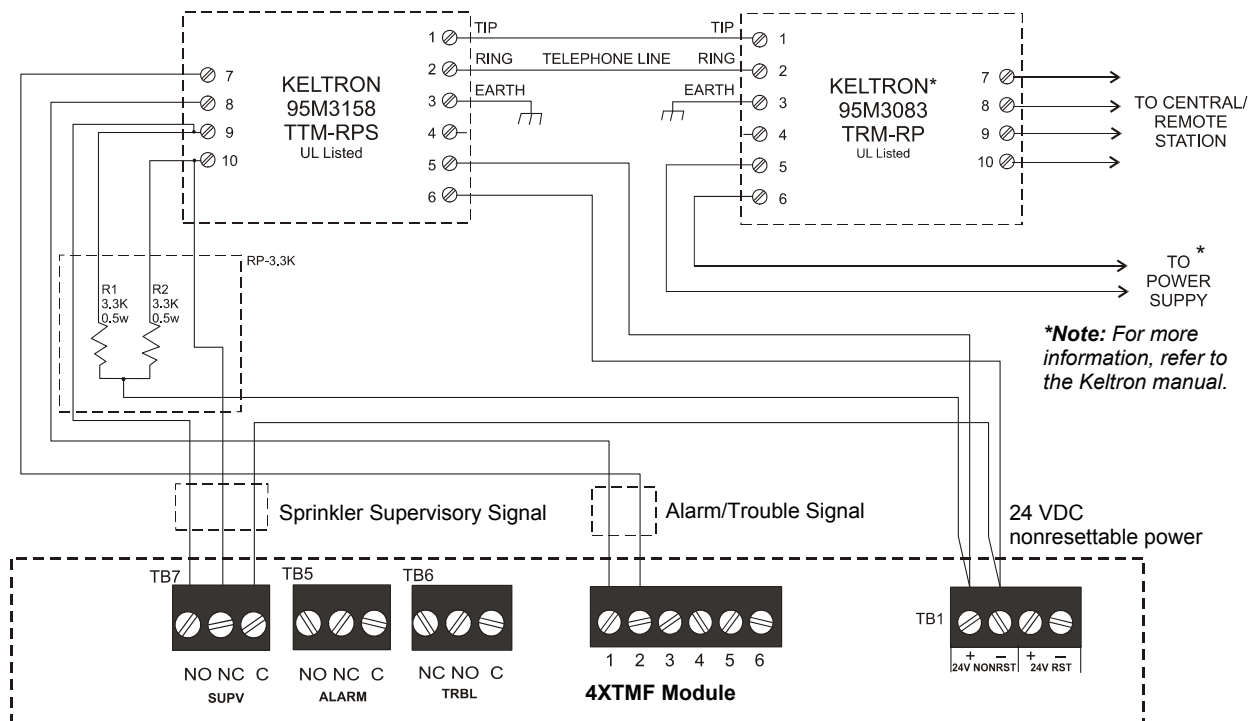 TIP
TIP
1
1
RING
TELEPHONE LINE
RING
2
2
7
7
KELTRON
95M3158
TTM-RPS
UL Listed
KELTRON*
95M3083
TRM-RP
UL Listed
EARTH
EARTH
8
3
3
8
TO CENTRAL/
REMOTE
STATION
9
4
4
9
10
5
5
10
6
6
RP-3.3K
TO *
POWER
SUPPY
R1
3.3K
0.5w
R2
3.3K
0.5w
*Note: For more
information, refer to
the Keltron manual.
Sprinkler Supervisory Signal
Alarm/Trouble Signal
24 VDC
nonresettable power
TB7
TB5
TB6
TB1
NO NC C
SUPV
NO NC C
ALARM
NC NO C
TRBL
1 2 3 4 5 6
4XTMF Module
+ – + –
24V NONRST 24V RST